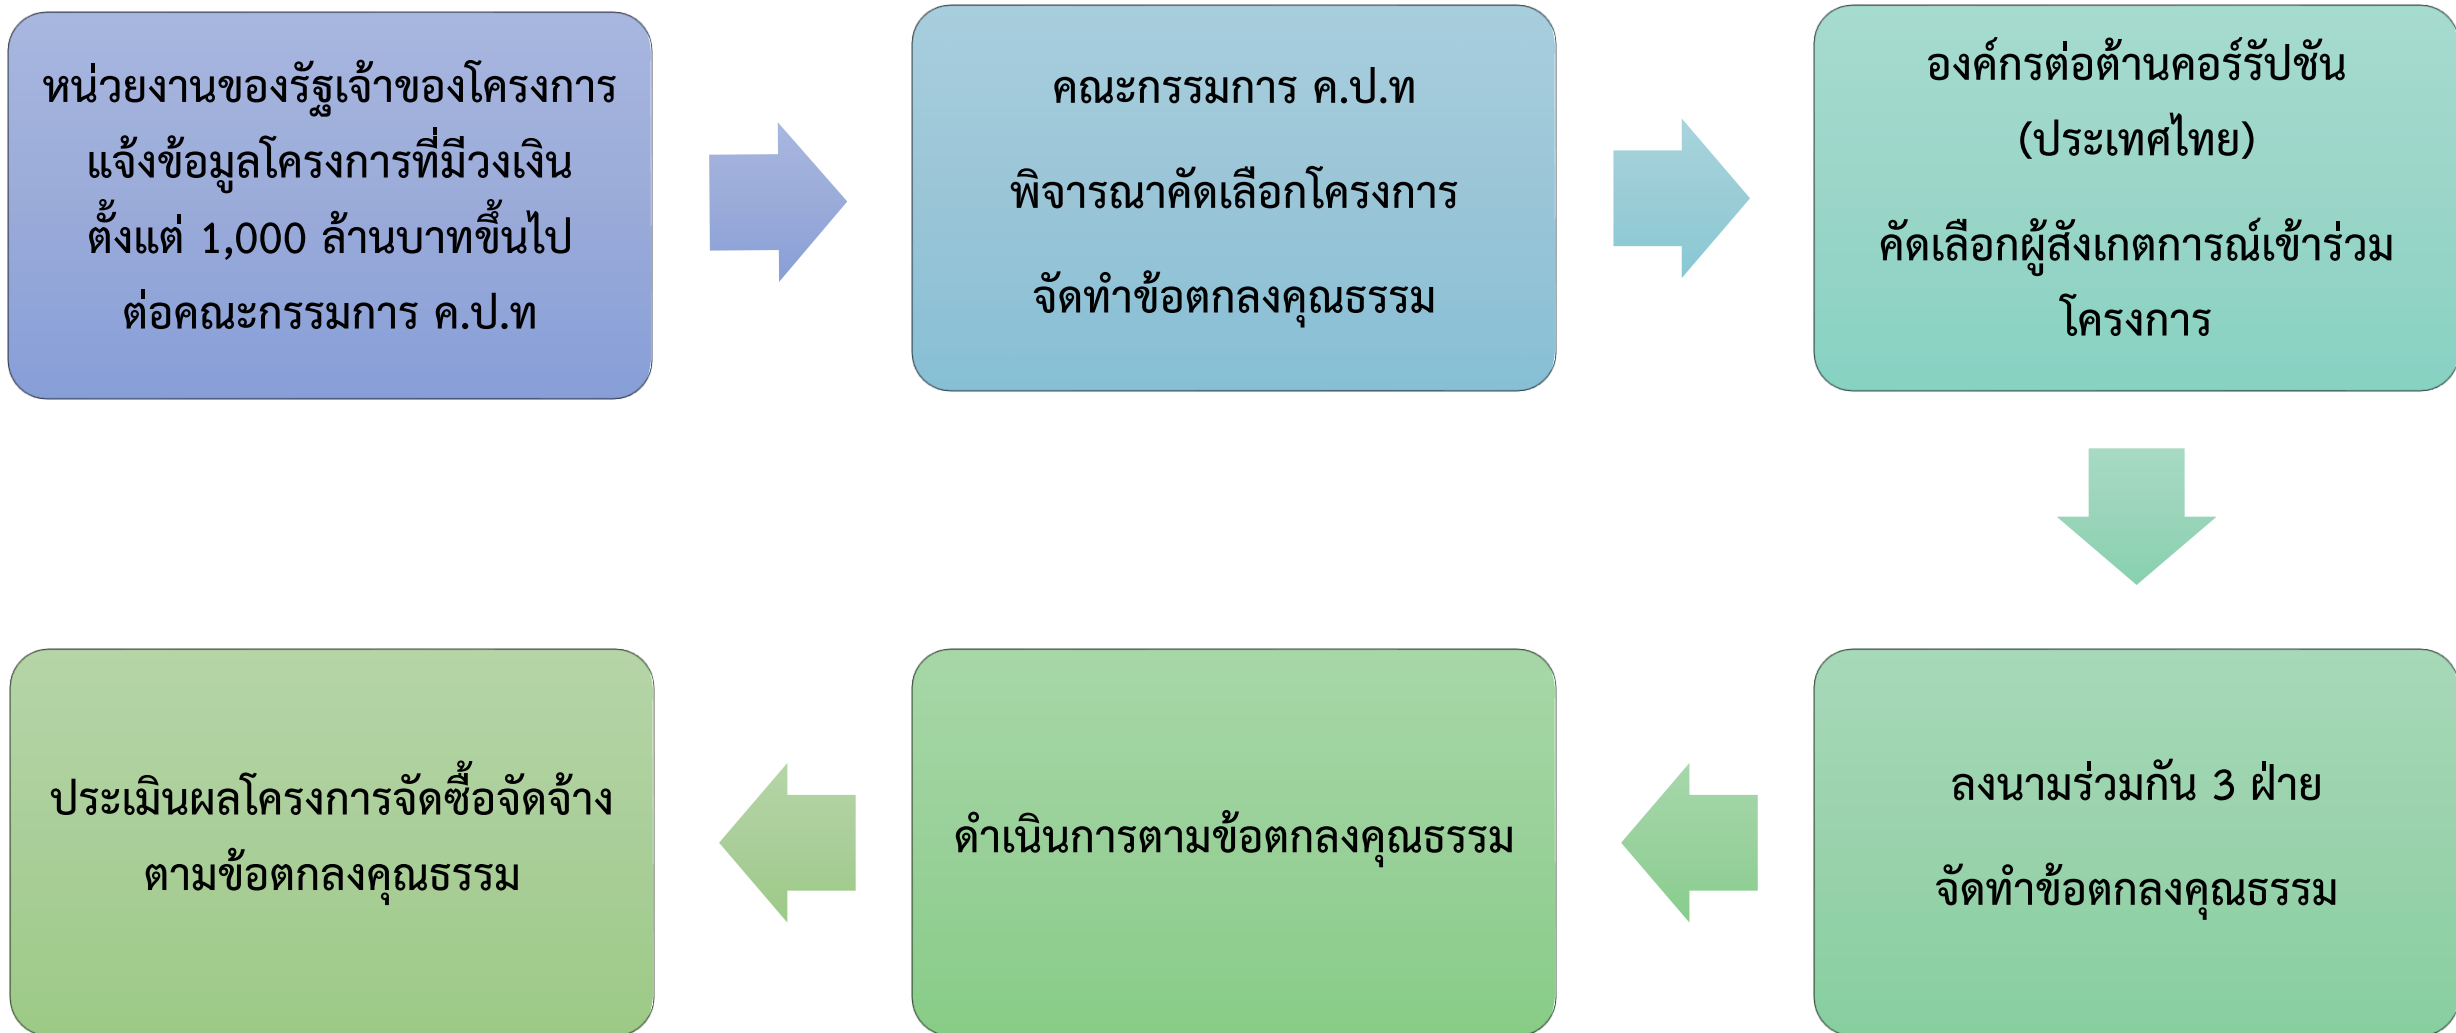 หน่วยงานของรัฐเจ้าของโครงการ
แจ้งข้อมูลโครงการที่มีวงเงิน
ตั้งแต่ 1,000 ล้านบาทขึ้นไป
ต่อคณะกรรมการ ค.ป.ท
คณะกรรมการ ค.ป.ท
พิจารณาคัดเลือกโครงการ
จัดทำข้อตกลงคุณธรรม
องค์กรต่อต้านคอร์รัปชัน
(ประเทศไทย)
คัดเลือกผู้สังเกตการณ์เข้าร่วม
โครงการ
ลงนามร่วมกัน 3 ฝ่าย
จัดทำข้อตกลงคุณธรรม
ดำเนินการตามข้อตกลงคุณธรรม
ประเมินผลโครงการจัดซื้อจัดจ้าง
ตามข้อตกลงคุณธรรม